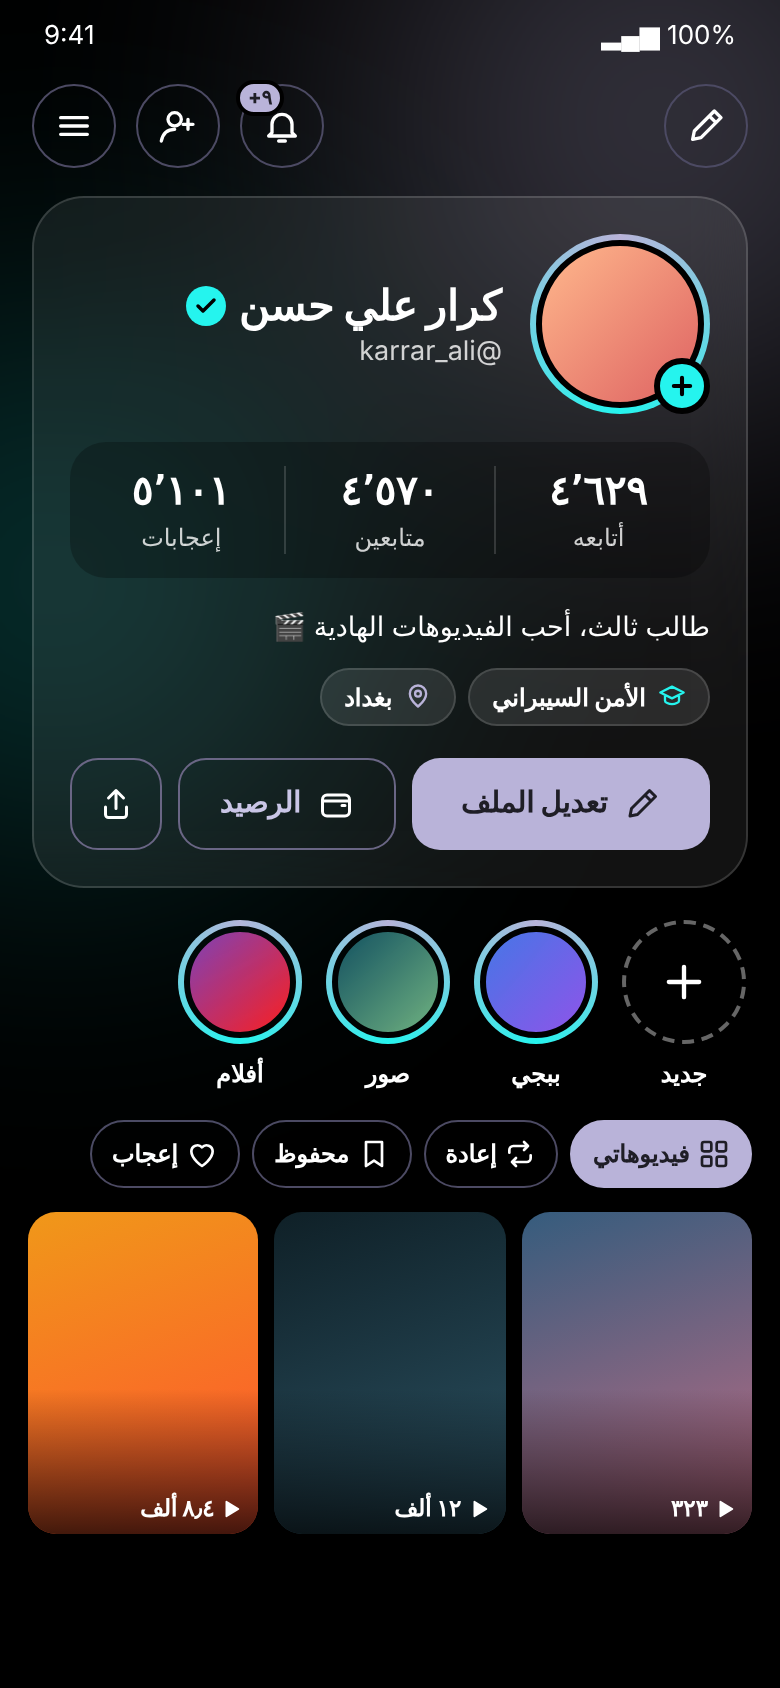 9:41 100%
+٩
كرار علي حسن
karrar_ali@
٤٬٦٢٩ ٤٬٥٧٠ ٥٬١٠١
أتابعه متابعين إعجابات
طالب ثالث، أحب الفيديوهات الهادية 🎬
الأمن السيبراني بغداد
تعديل الملف الرصيد
جديد ببجي صور أفلام
فيديوهاتي إعادة محفوظ إعجاب
٣٢٣ ١٢ ألف ٨٫٤ ألف